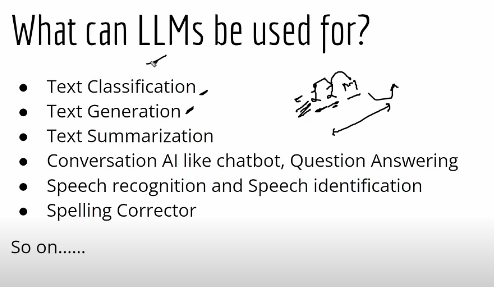 What can LLMs be used for?
● Text Classification
● Text Generation
● Text Summarization
● Conversation AI like chatbot, Question Answering
● Speech recognition and Speech identification
● Spelling Corrector
So on......